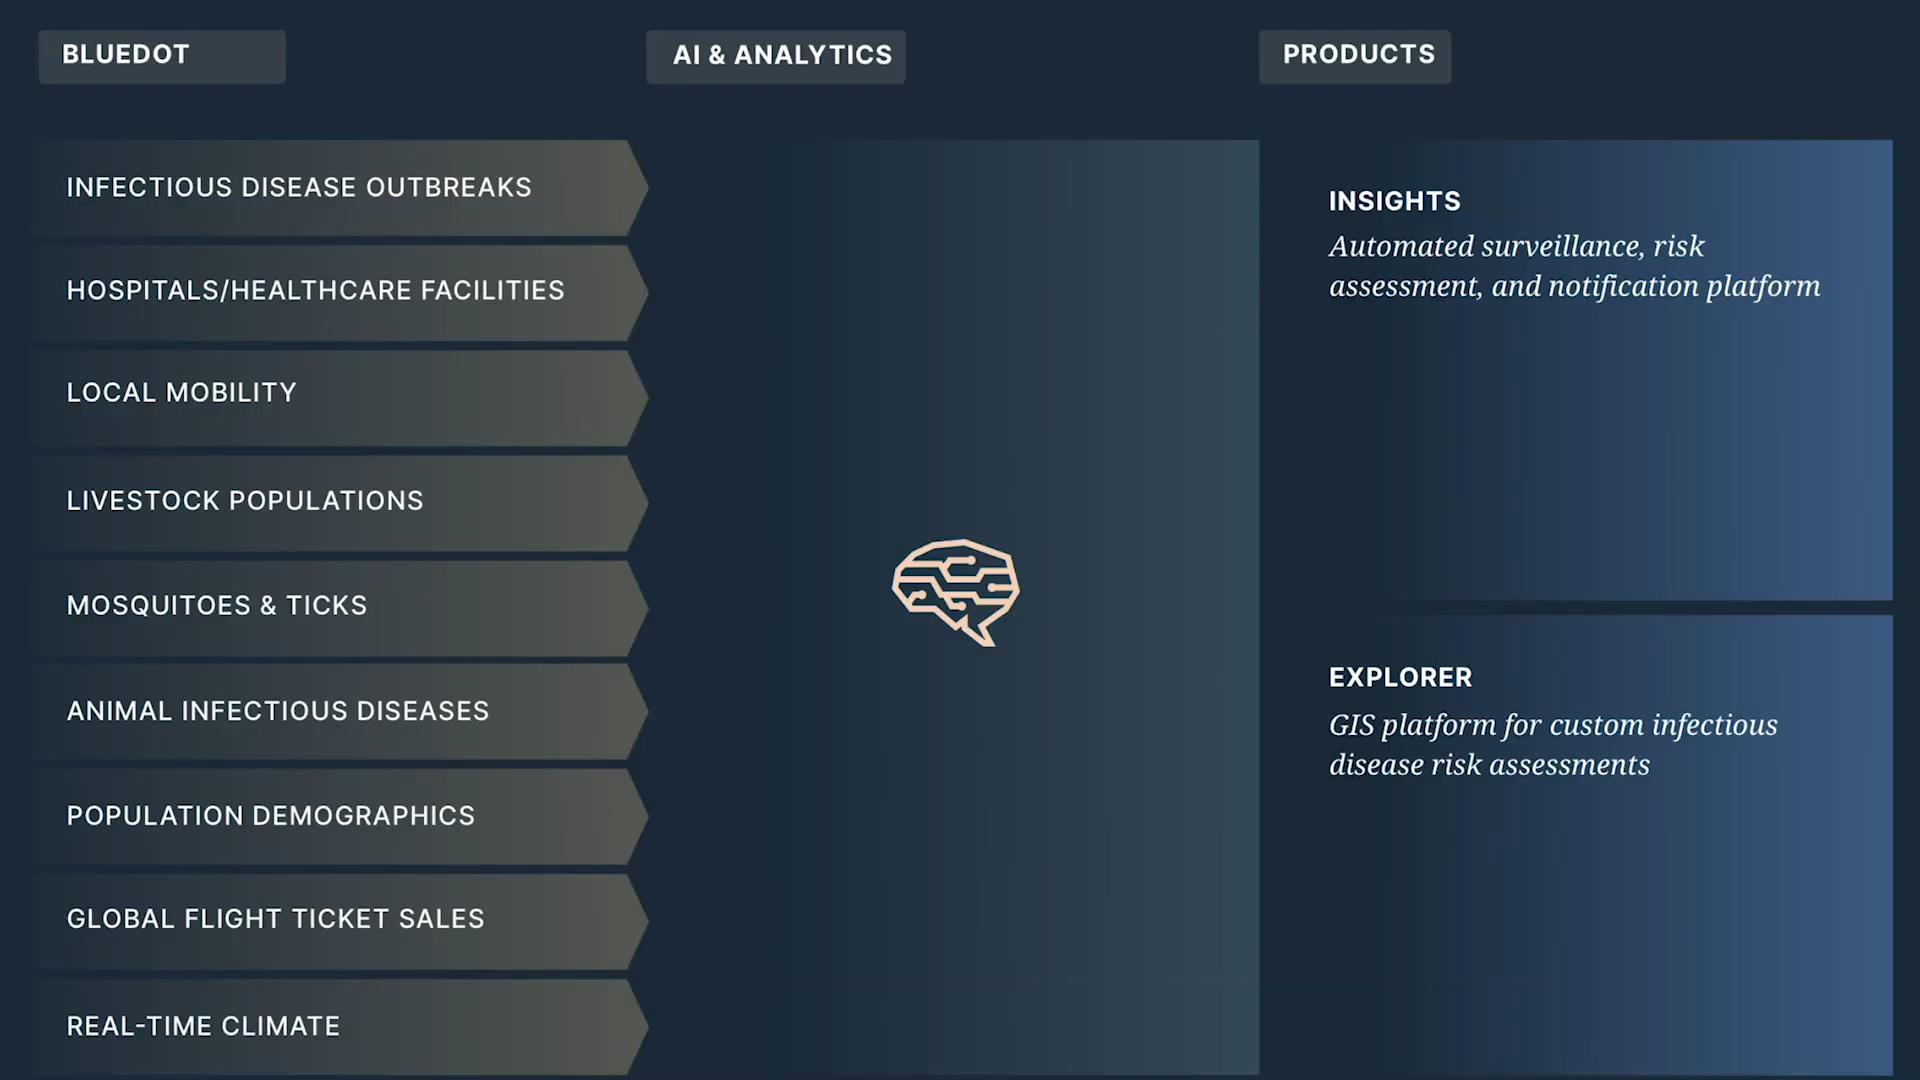 BLUEDOT
AI & ANALYTICS
PRODUCTS
INFECTIOUS DISEASE OUTBREAKS
HOSPITALS/HEALTHCARE FACILITIES
LOCAL MOBILITY
LIVESTOCK POPULATIONS
MOSQUITOES & TICKS
ANIMAL INFECTIOUS DISEASES
POPULATION DEMOGRAPHICS
GLOBAL FLIGHT TICKET SALES
REAL-TIME CLIMATE
INSIGHTS
Automated surveillance, risk
assessment, and notification platform
EXPLORER
GIS platform for custom infectious
disease risk assessments